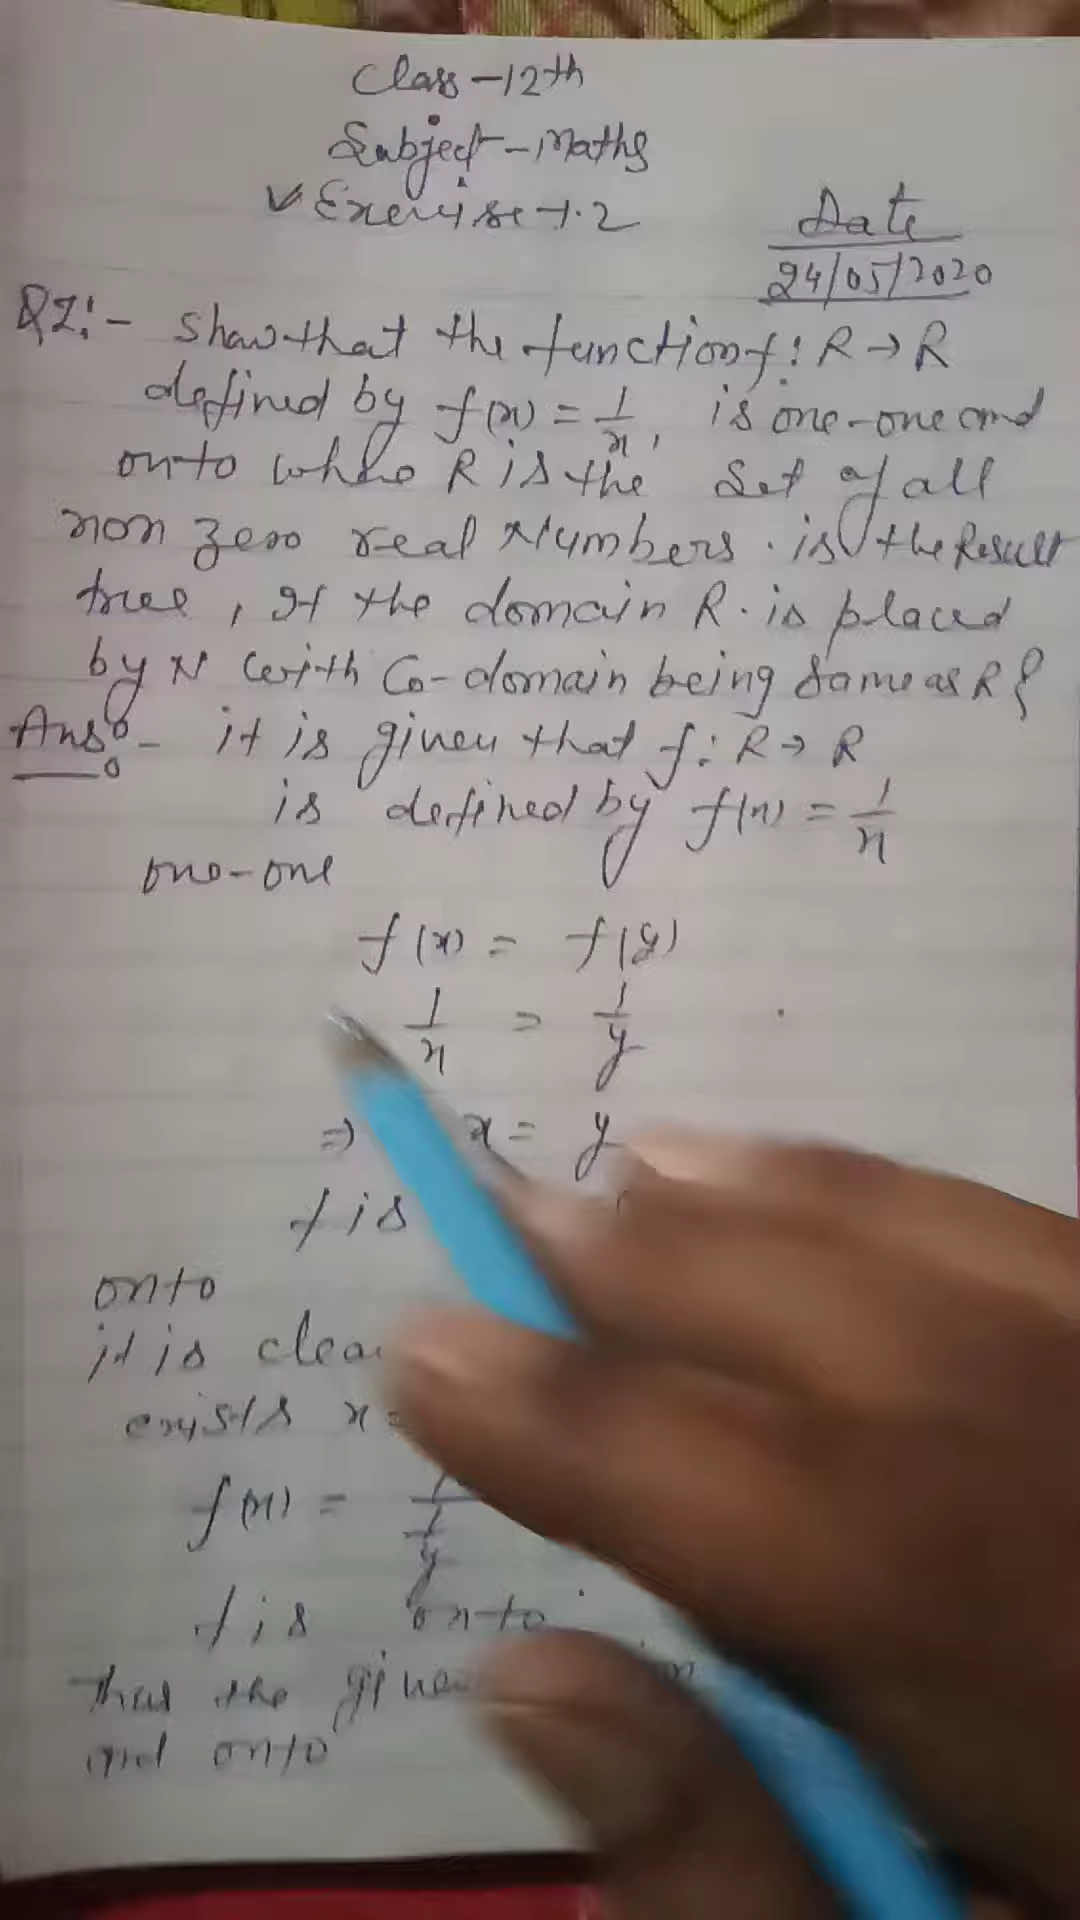 Class-12th
Subject-Maths
✓ Exercise-1.2
Date
24/05/2020
Q1:- Show that the function f: R → R
defined by f(x) = 1/x, is one-one and
onto where R is the Set of all
non zero real Numbers. is the Result
true, If the domain R. is placed
by N with Co-domain being same as R}
Ans:- it is given that f: R → R
is defined by f(x) = 1/x
one-one
f(x) = f(y)
1/x = 1/y
⇒ x = y
f is
onto
it is clea
exists x=
f(x) = 1/(1/y)
f is onto
thus the given
and onto